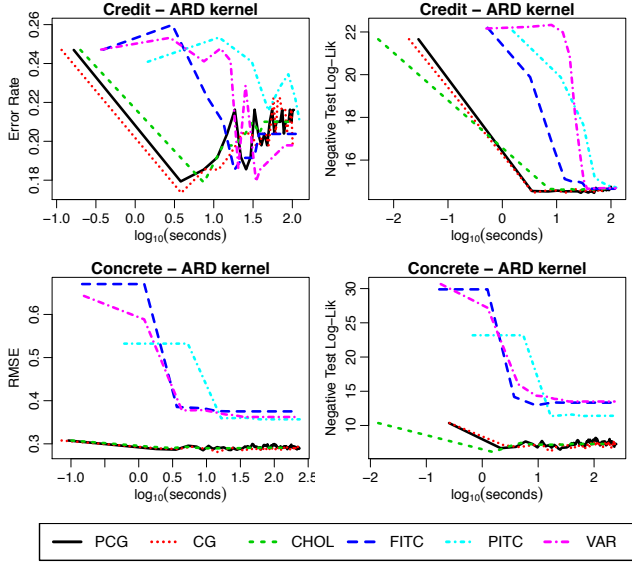 Credit – ARD kernel
Error Rate
0.26
0.24
0.22
0.20
0.18
−1.0 −0.5 0.0 0.5 1.0 1.5 2.0
log10(seconds)
Credit – ARD kernel
Negative Test Log–Lik
22
20
18
16
−2 −1 0 1 2
log10(seconds)
Concrete – ARD kernel
RMSE
0.6
0.5
0.4
0.3
−1.0 0.0 0.5 1.0 1.5 2.0 2.5
log10(seconds)
Concrete – ARD kernel
Negative Test Log–Lik
30
25
20
15
10
−2 −1 0 1 2
log10(seconds)
PCG CG CHOL FITC PITC VAR